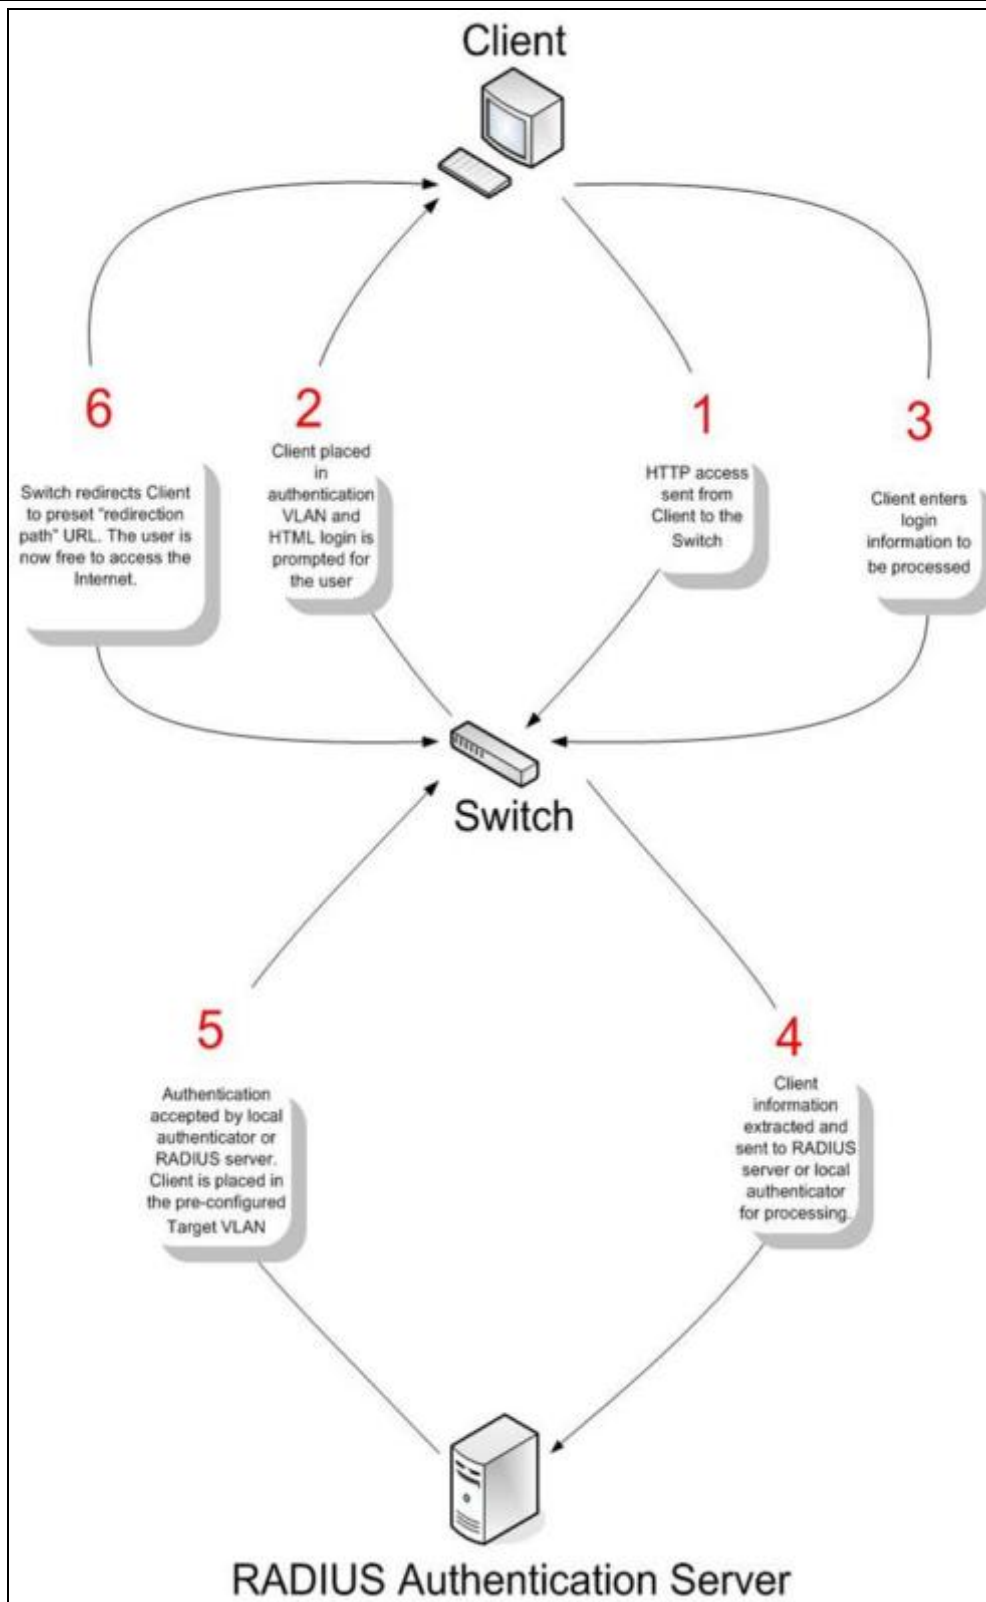 Client
6
2
1
3
Switch redirects Client
to preset "redirection
path" URL. The user is
now free to access the
Internet.
Client placed
in
authentication
VLAN and
HTML login is
prompted for
the user
HTTP access
sent from
Client to the
Switch
Client enters
login
information to
be processed
Switch
5
4
Authentication
accepted by local
authenticator or
RADIUS server.
Client is placed in
the pre-configured
Target VLAN
Client
information
extracted and
sent to RADIUS
server or local
authenticator
for processing.
RADIUS Authentication Server